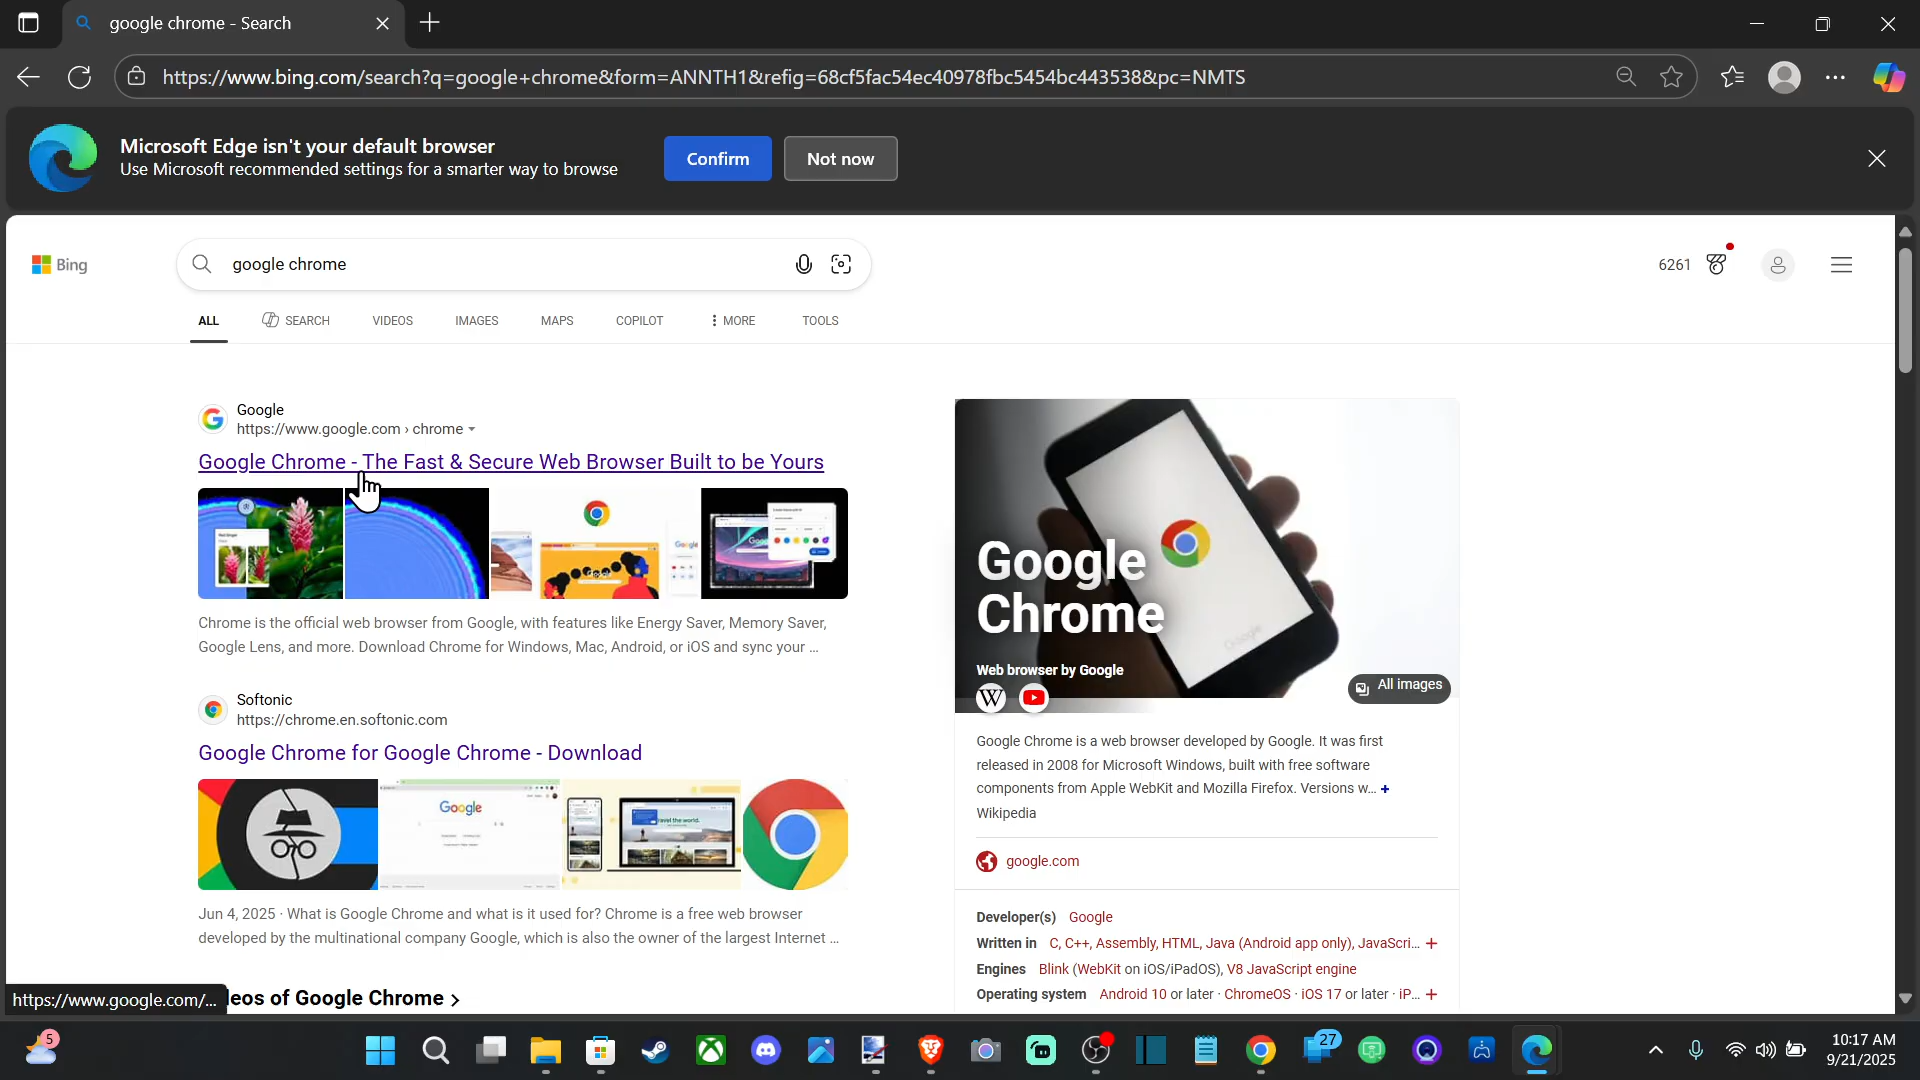 google chrome - Search
https://www.bing.com/search?q=google+chrome&form=ANNTH1&refig=68cf5fac54ec40978fbc5454bc443538&pc=NMTS
Microsoft Edge isn't your default browser
Use Microsoft recommended settings for a smarter way to browse
Confirm
Not now
Bing
google chrome
6261
ALL
SEARCH
VIDEOS
IMAGES
MAPS
COPILOT
MORE
TOOLS
Google
https://www.google.com › chrome
Google Chrome - The Fast & Secure Web Browser Built to be Yours
Chrome is the official web browser from Google, with features like Energy Saver, Memory Saver,
Google Lens, and more. Download Chrome for Windows, Mac, Android, or iOS and sync your ...
Softonic
https://chrome.en.softonic.com
Google Chrome for Google Chrome - Download
Google
Jun 4, 2025 · What is Google Chrome and what is it used for? Chrome is a free web browser
developed by the multinational company Google, which is also the owner of the largest Internet ...
eos of Google Chrome >
https://www.google.com/...
Google
Chrome
Web browser by Google
W
All images
Google Chrome is a web browser developed by Google. It was first
released in 2008 for Microsoft Windows, built with free software
components from Apple WebKit and Mozilla Firefox. Versions w... +
Wikipedia
google.com
Developer(s) Google
Written in C, C++, Assembly, HTML, Java (Android app only), JavaScri... +
Engines Blink (WebKit on iOS/iPadOS), V8 JavaScript engine
Operating system Android 10 or later · ChromeOS · iOS 17 or later · iP... +
5
27
10:17 AM
9/21/2025